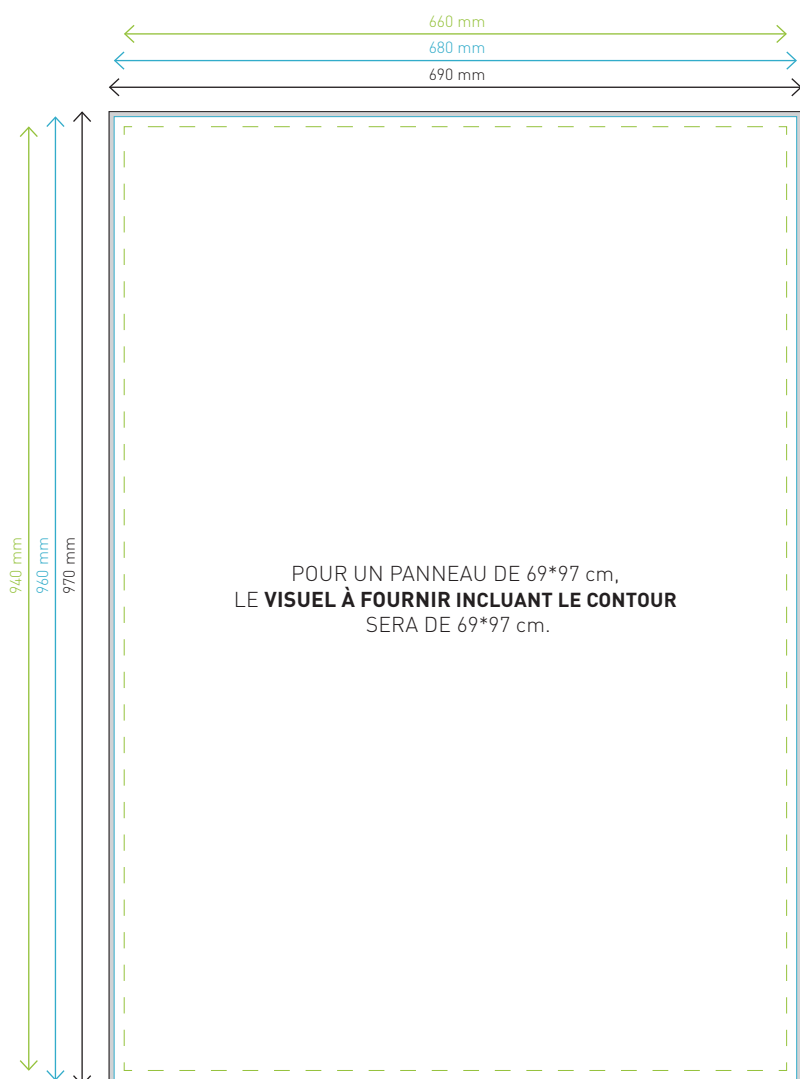 660 mm
680 mm
690 mm
940 mm
960 mm
970 mm
POUR UN PANNEAU DE 69*97 cm,
LE VISUEL À FOURNIR INCLUANT LE CONTOUR
SERA DE 69*97 cm.